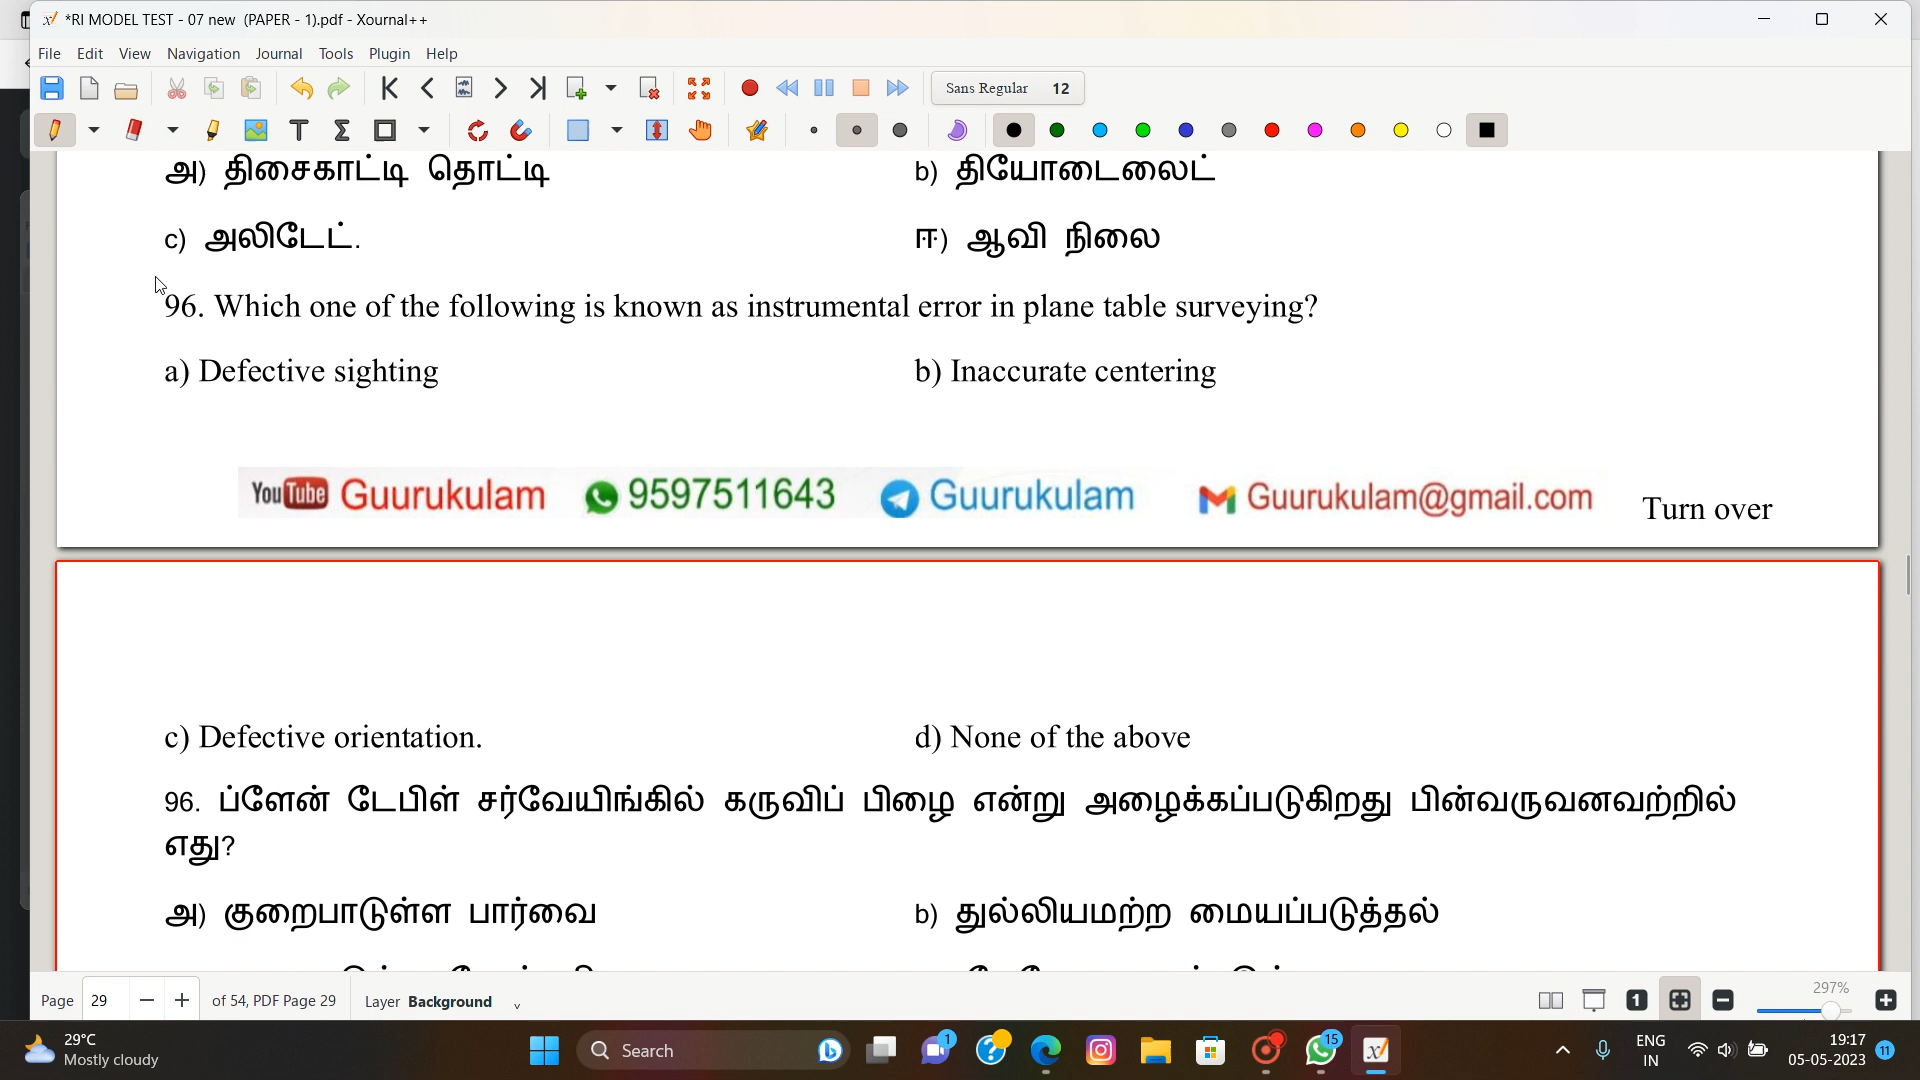 *RI MODEL TEST - 07 new (PAPER - 1).pdf - Xournal++
File Edit View Navigation Journal Tools Plugin Help
Sans Regular 12
அ) திசைகாட்டி தொட்டி b) தியோடைலைட்
c) அலிடேட். ஈ) ஆவி நிலை
96. Which one of the following is known as instrumental error in plane table surveying?
a) Defective sighting b) Inaccurate centering
YouTube Guurukulam 9597511643 Guurukulam Guurukulam@gmail.com Turn over
c) Defective orientation. d) None of the above
96. ப்ளேன் டேபிள் சர்வேயிங்கில் கருவிப் பிழை என்று அழைக்கப்படுகிறது பின்வருவனவற்றில்
எது?
அ) குறைபாடுள்ள பார்வை b) துல்லியமற்ற மையப்படுத்தல்
Page 29 of 54, PDF Page 29 Layer Background 297%
29°C
Mostly cloudy
Search
1
15
ENG
IN
19:17
05-05-2023
11